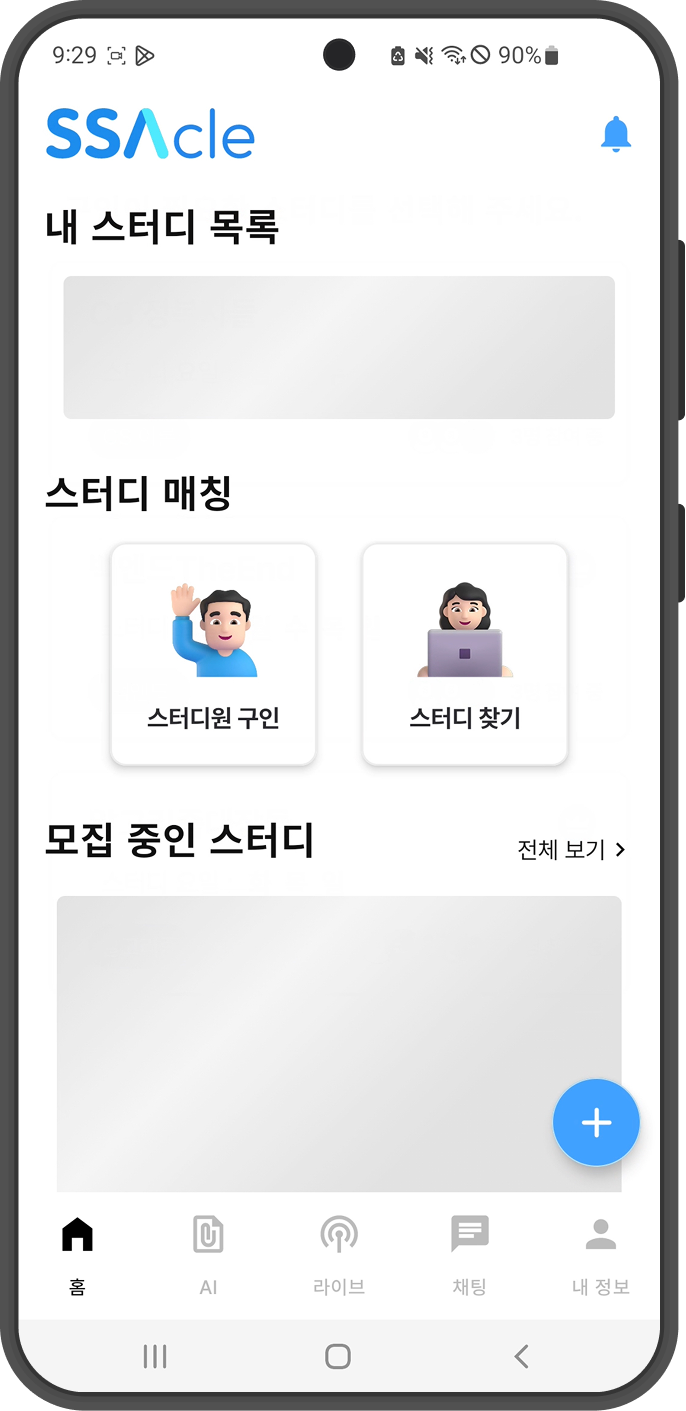 9:29 90%
SSAcle
내 스터디 목록
스터디 매칭
스터디원 구인 스터디 찾기
모집 중인 스터디 전체 보기
홈 AI 라이브 채팅 내 정보